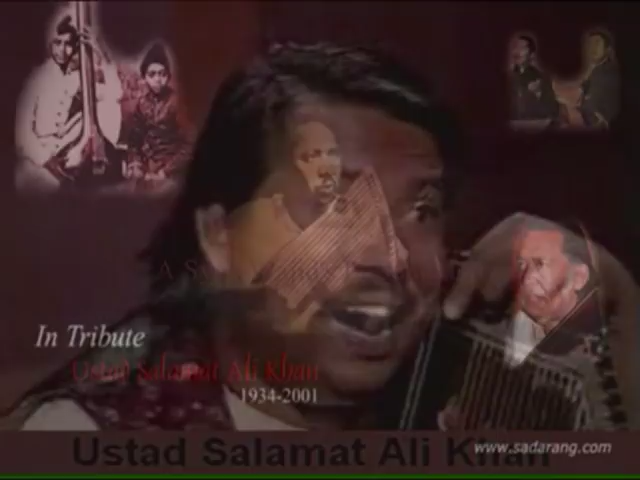 In Tribute
Ustad Salamat Ali Khan
1934-2001
Ustad Salamat Ali Khan
www.sadarang.com